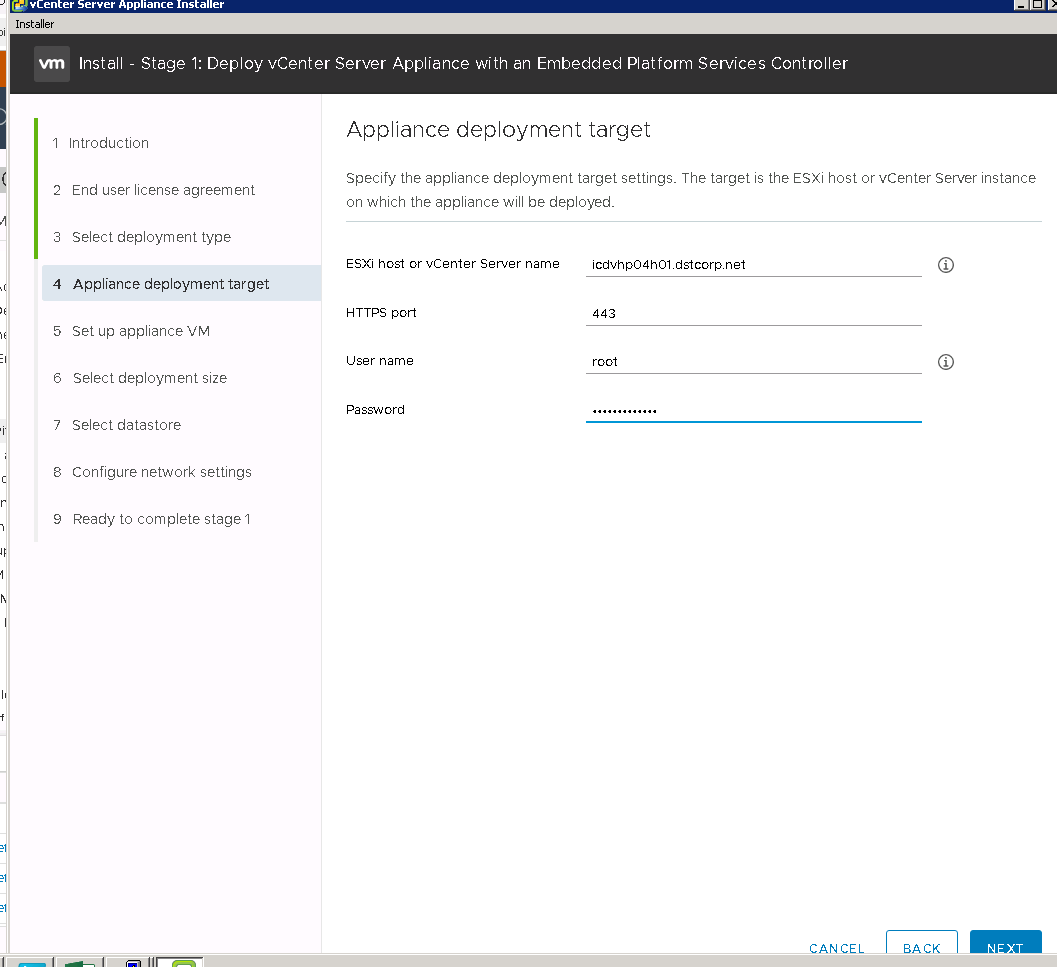 vCenter Server Appliance Installer
Installer
vm Install - Stage 1: Deploy vCenter Server Appliance with an Embedded Platform Services Controller
1 Introduction
2 End user license agreement
3 Select deployment type
4 Appliance deployment target
5 Set up appliance VM
6 Select deployment size
7 Select datastore
8 Configure network settings
9 Ready to complete stage 1
Appliance deployment target
Specify the appliance deployment target settings. The target is the ESXi host or vCenter Server instance
on which the appliance will be deployed.
ESXi host or vCenter Server name icdvhp04h01.dstcorp.net
HTTPS port 443
User name root
Password •••••••••••••
CANCEL BACK NEXT